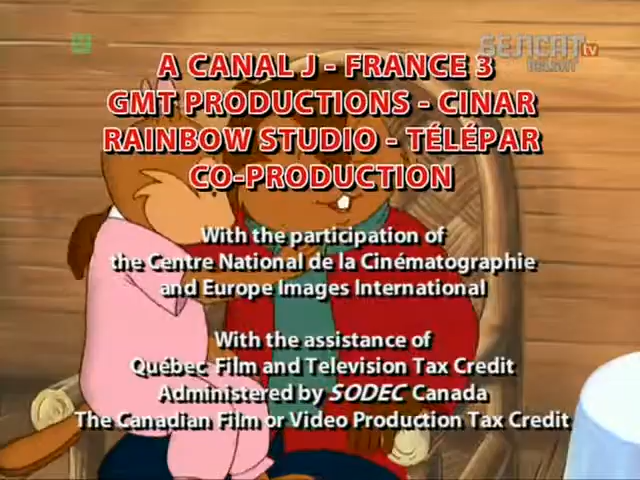 A CANAL J - FRANCE 3
GMT PRODUCTIONS - CINAR
RAINBOW STUDIO - TÉLÉPAR
CO-PRODUCTION
With the participation of
the Centre National de la Cinématographie
and Europe Images International
With the assistance of
Québec Film and Television Tax Credit
Administered by SODEC Canada
The Canadian Film or Video Production Tax Credit